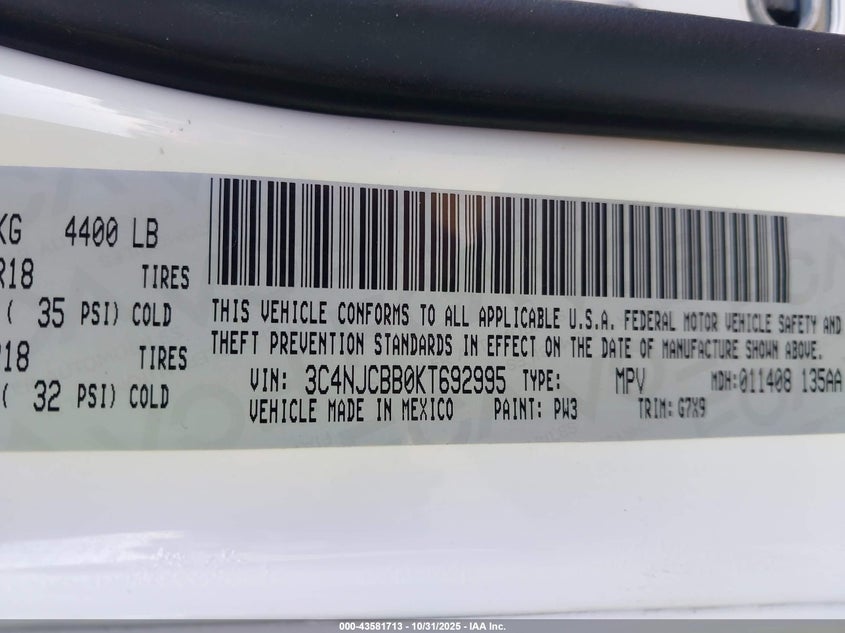 KG 4400 LB
R18 TIRES
( 35 PSI) COLD
R18 TIRES
( 32 PSI) COLD
THIS VEHICLE CONFORMS TO ALL APPLICABLE U.S.A. FEDERAL MOTOR VEHICLE SAFETY AND
THEFT PREVENTION STANDARDS IN EFFECT ON THE DATE OF MANUFACTURE SHOWN ABOVE.
VIN: 3C4NJCBB0KT692995 TYPE: MPV MDH:011408 135AA
VEHICLE MADE IN MEXICO PAINT: PW3 TRIM: G7X9
000-43581713 - 10/31/2025 - IAA Inc.